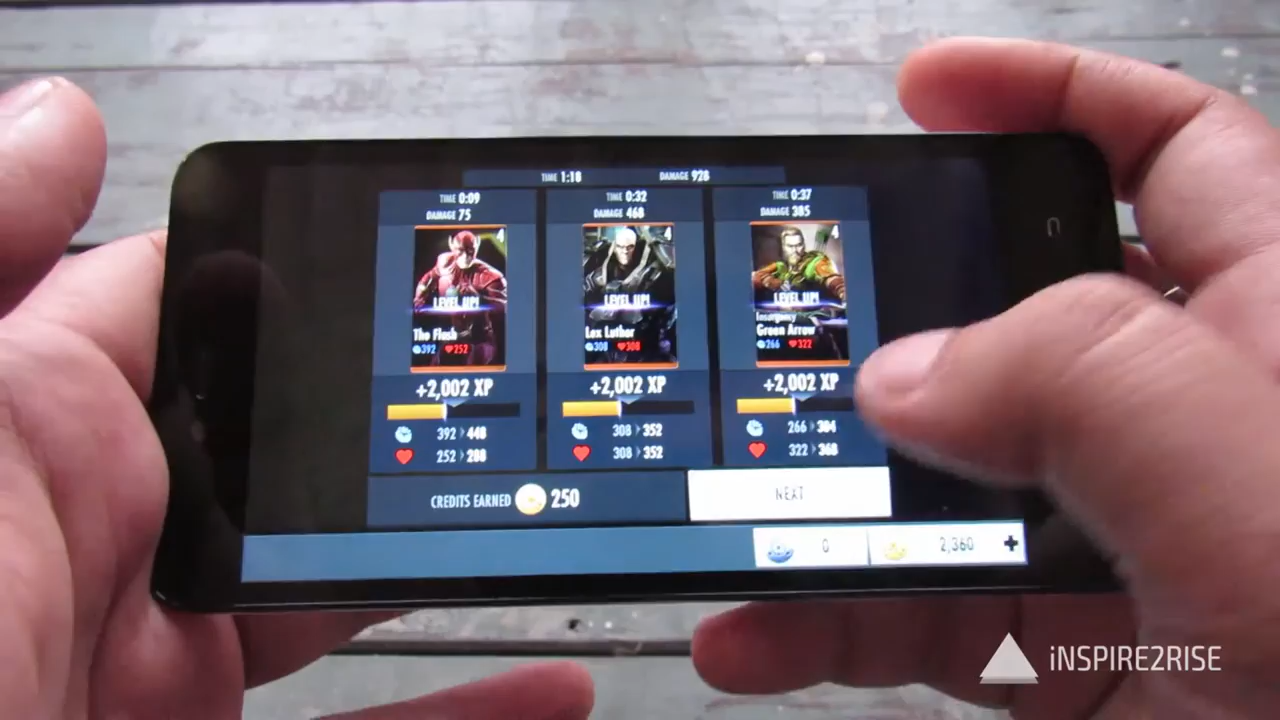 TIME 1:18 DAMAGE 928
TIME 0:09
DAMAGE 75
4
LEVEL UP!
The Flash
392 252
+2,002 XP
392 448
252 288
TIME 0:32
DAMAGE 468
4
LEVEL UP!
Lex Luthor
308 308
+2,002 XP
308 352
308 352
TIME 0:37
DAMAGE 385
4
LEVEL UP!
Insurgency
Green Arrow
266 322
+2,002 XP
266 304
322 368
CREDITS EARNED 250
NEXT
0 2,360 +
iNSPIRE2RISE